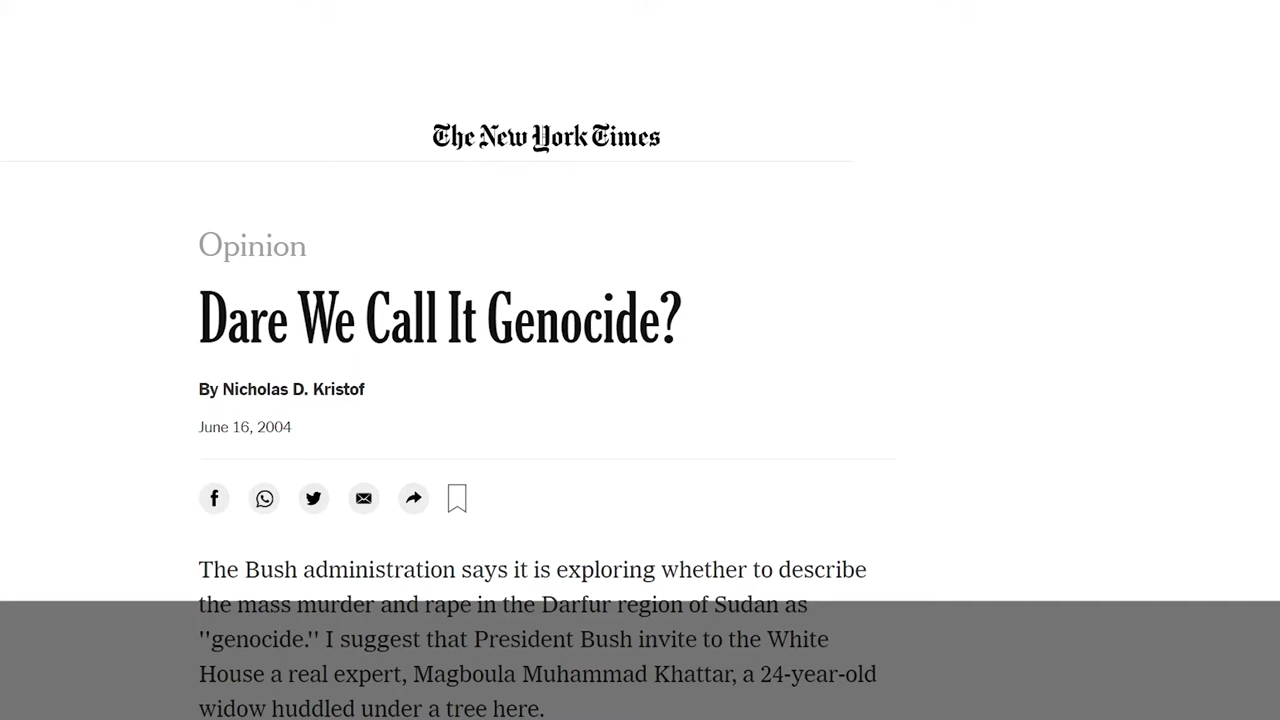 The New York Times
Opinion
Dare We Call It Genocide?
By Nicholas D. Kristof
June 16, 2004
The Bush administration says it is exploring whether to describe
the mass murder and rape in the Darfur region of Sudan as
''genocide.'' I suggest that President Bush invite to the White
House a real expert, Magboula Muhammad Khattar, a 24-year-old
widow huddled under a tree here.